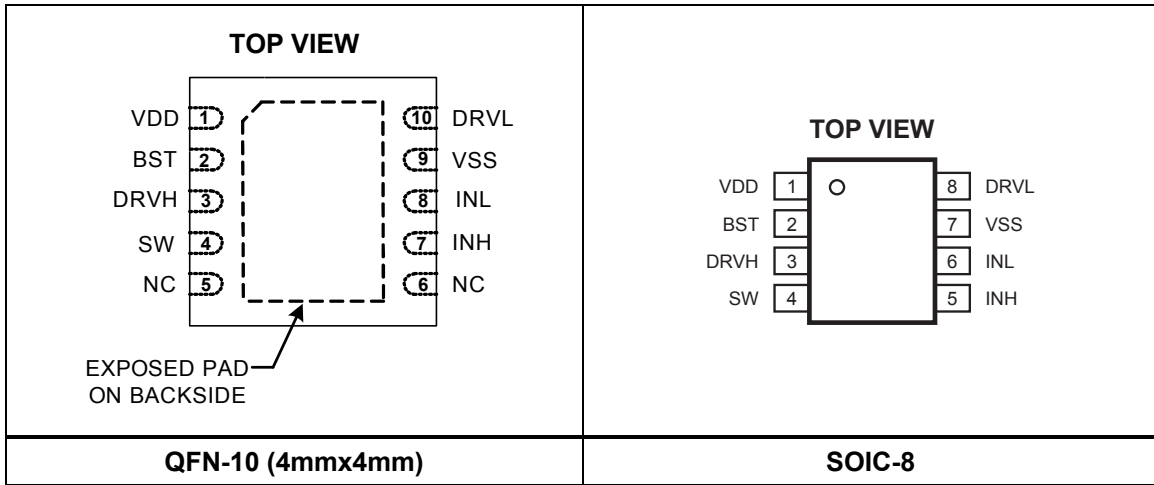 TOP VIEW
VDD 1 10 DRVL
BST 2 9 VSS
DRVH 3 8 INL
SW 4 7 INH
NC 5 6 NC
EXPOSED PAD
ON BACKSIDE
QFN-10 (4mmx4mm)
TOP VIEW
VDD 1 8 DRVL
BST 2 7 VSS
DRVH 3 6 INL
SW 4 5 INH
SOIC-8